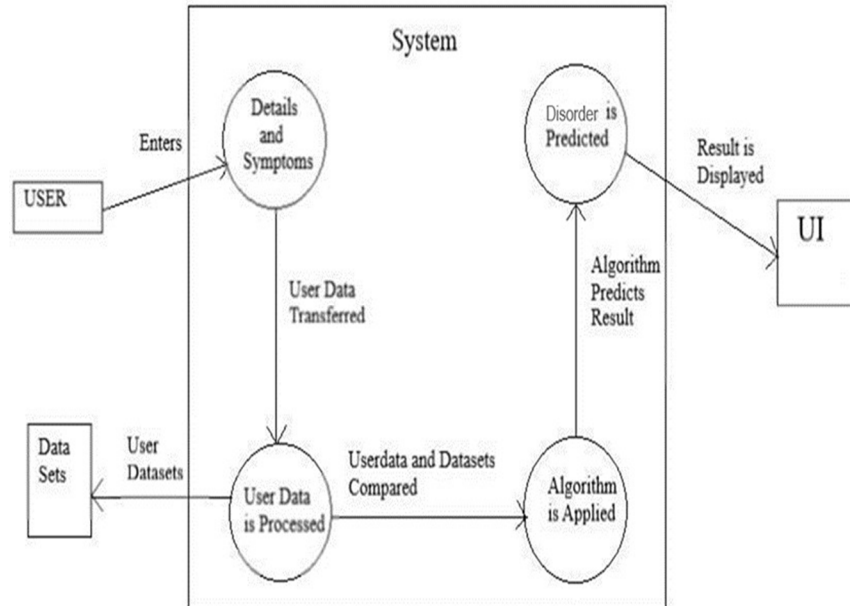 System
Details
and
Symptoms
Disorder is
Predicted
Enters
Result is
Displayed
USER
UI
User Data
Transferred
Algorithm
Predicts
Result
Data
Sets
User
Datasets
User Data
is Processed
Userdata and Datasets
Compared
Algorithm
is Applied